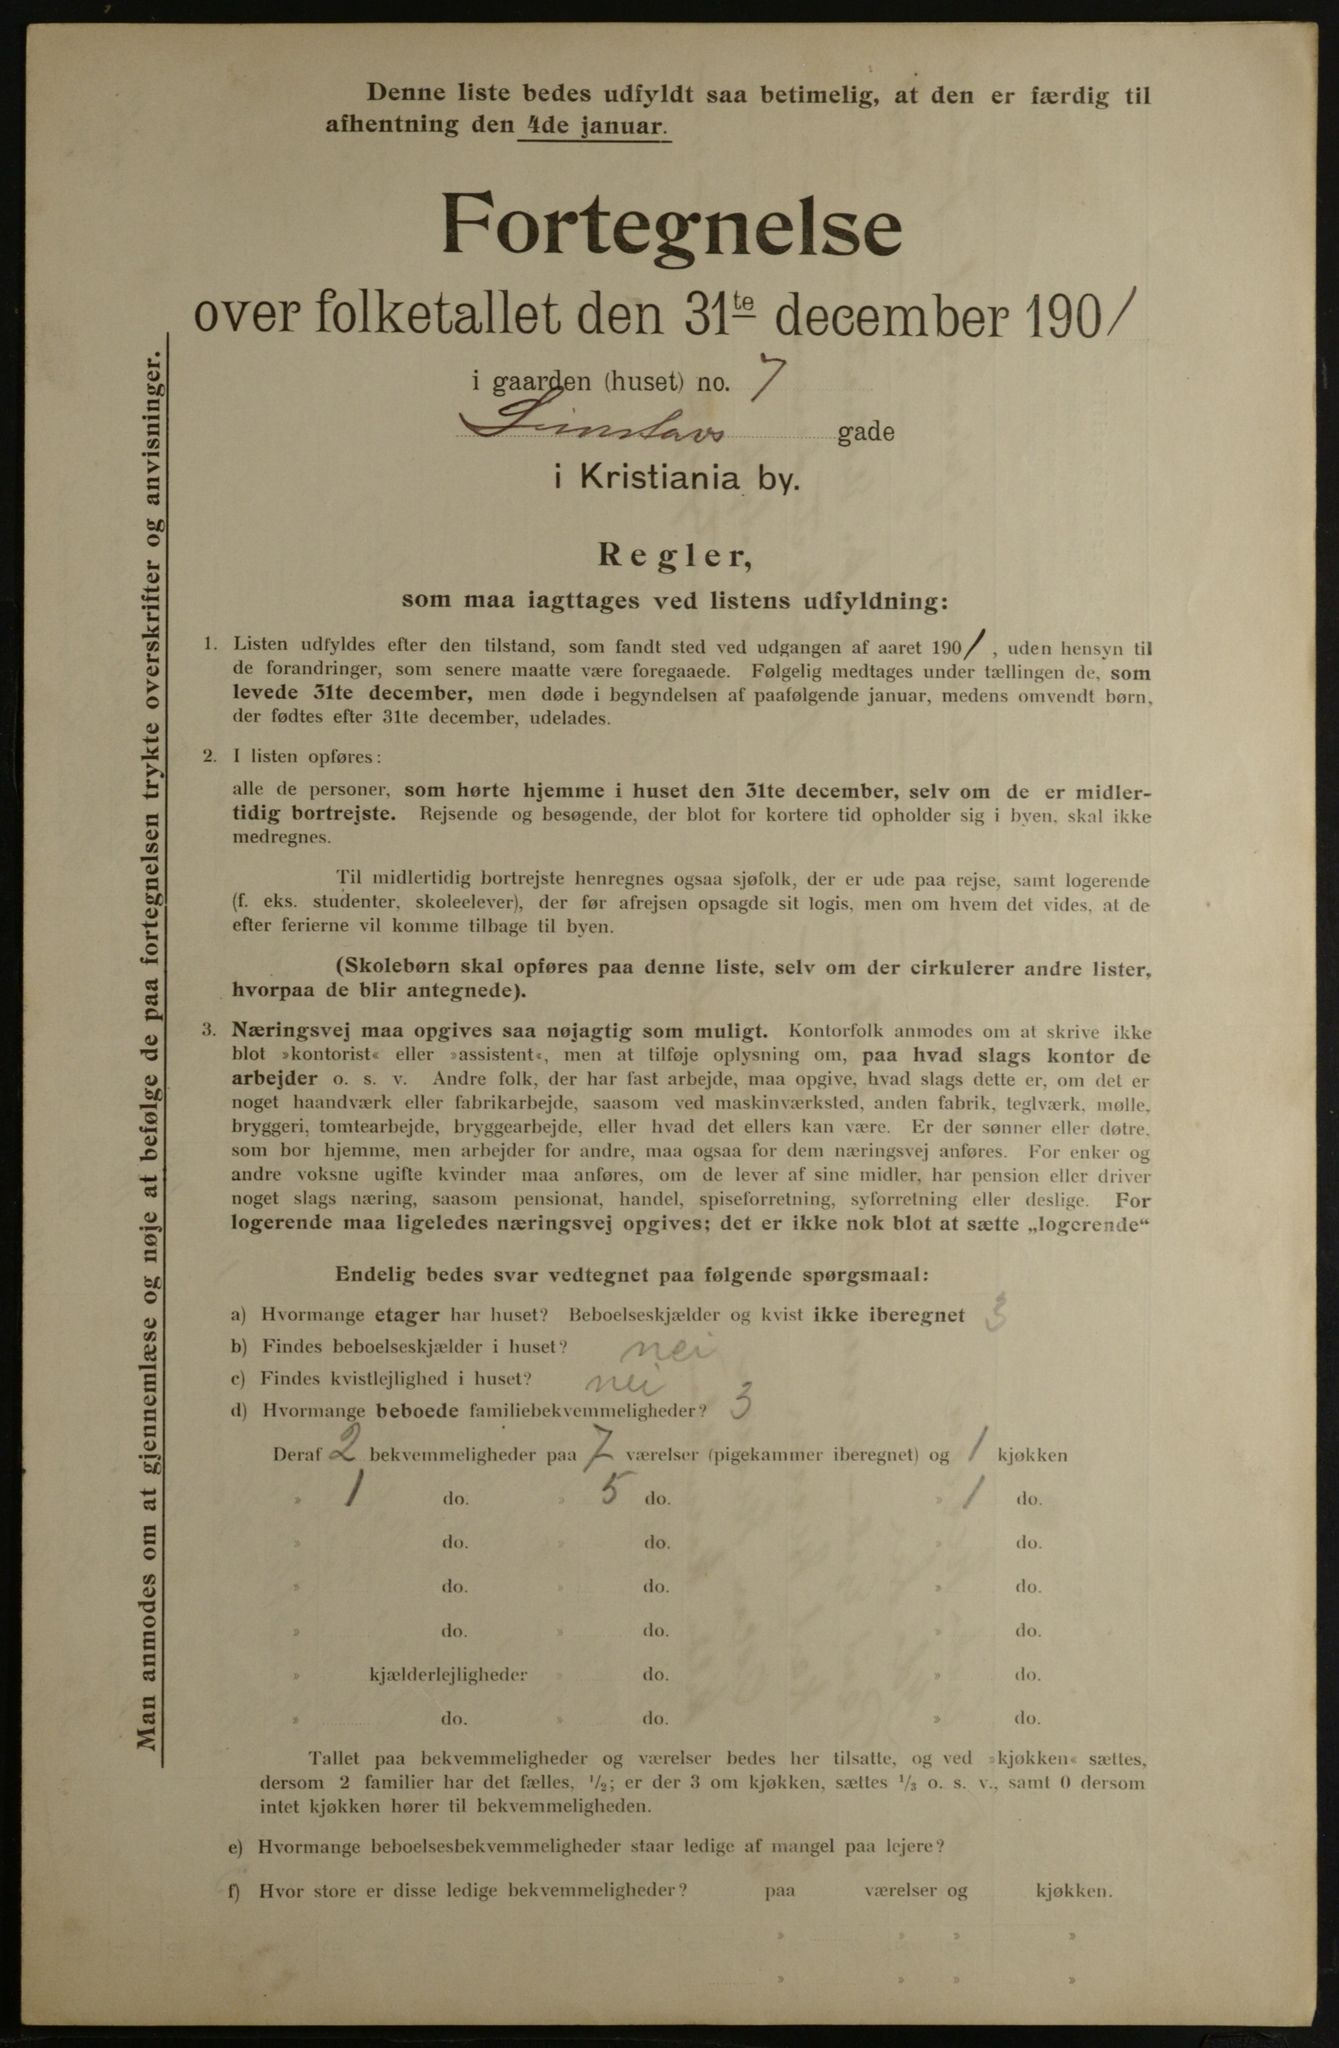 Denne liste bedes udfyldt saa betimelig, at den er færdig til
afhentning den 4de januar.
Fortegnelse
over folketallet den 31te december 1901
i gaarden (huset) no. 7
gade
i Kristiania by.
Regler,
som maa iagttages ved listens udfyldning:
1. Listen udfyldes efter den tilstand, som fandt sted ved udgangen af aaret 1901, uden hensyn til
de forandringer, som senere maatte være foregaaede. Følgelig medtages under tællingen de, som
levede 31te december, men døde i begyndelsen af paafølgende januar, medens omvendt børn,
der fødtes efter 31te december, udelades.
2. I listen opføres:
alle de personer, som hørte hjemme i huset den 31te december, selv om de er midler-
tidig bortrejste. Rejsende og besøgende, der blot for kortere tid opholder sig i byen, skal ikke
medregnes.
Til midlertidig bortrejste henregnes ogsaa sjøfolk, der er ude paa rejse, samt logerende
(f. eks. studenter, skoleelever), der før afrejsen opsagde sit logis, men om hvem det vides, at de
efter ferierne vil komme tilbage til byen.
(Skolebørn skal opføres paa denne liste, selv om der cirkulerer andre lister,
hvorpaa de blir antegnede).
3. Næringsvej maa opgives saa nøjagtig som muligt. Kontorfolk anmodes om at skrive ikke
blot »kontorist« eller »assistent«, men at tilføje oplysning om, paa hvad slags kontor de
arbejder o. s. v. Andre folk, der har fast arbejde, maa opgive, hvad slags dette er, om det er
noget haandværk eller fabrikarbejde, saasom ved maskinværksted, anden fabrik, teglværk, mølle,
bryggeri, tomtearbejde, bryggearbejde, eller hvad det ellers kan være. Er der sønner eller døtre,
som bor hjemme, men arbejder for andre, maa ogsaa for dem næringsvej anføres. For enker og
andre voksne ugifte kvinder maa anføres, om de lever af sine midler, har pension eller driver
noget slags næring, saasom pensionat, handel, spiseforretning, syforretning eller deslige. For
logerende maa ligeledes næringsvej opgives; det er ikke nok blot at sætte „logerende“
Endelig bedes svar vedtegnet paa følgende spørgsmaal:
a) Hvormange etager har huset? Beboelseskjælder og kvist ikke iberegnet 3
b) Findes beboelseskjælder i huset? nei
c) Findes kvistlejlighed i huset? nei
d) Hvormange beboede familiebekvemmeligheder? 3
Deraf 2 bekvemmeligheder paa 7 værelser (pigekammer iberegnet) og 1 kjøkken
» 1 do. » 5 do. » 1 do.
» do. » do. » do.
» do. » do. » do.
» do. » do. » do.
» kjælderlejligheder » do. » do.
» do. » do. » do.
Tallet paa bekvemmeligheder og værelser bedes her tilsatte, og ved »kjøkken« sættes,
dersom 2 familier har det fælles, 1/2; er der 3 om kjøkken, sættes 1/3 o. s. v., samt 0 dersom
intet kjøkken hører til bekvemmeligheden.
e) Hvormange beboelsesbekvemmeligheder staar ledige af mangel paa lejere?
f) Hvor store er disse ledige bekvemmeligheder? paa værelser og kjøkken.
» » » »
» » » »
Man anmodes om at gjennemlæse og nøje at befølge de paa fortegnelsen trykte overskrifter og anvisninger.